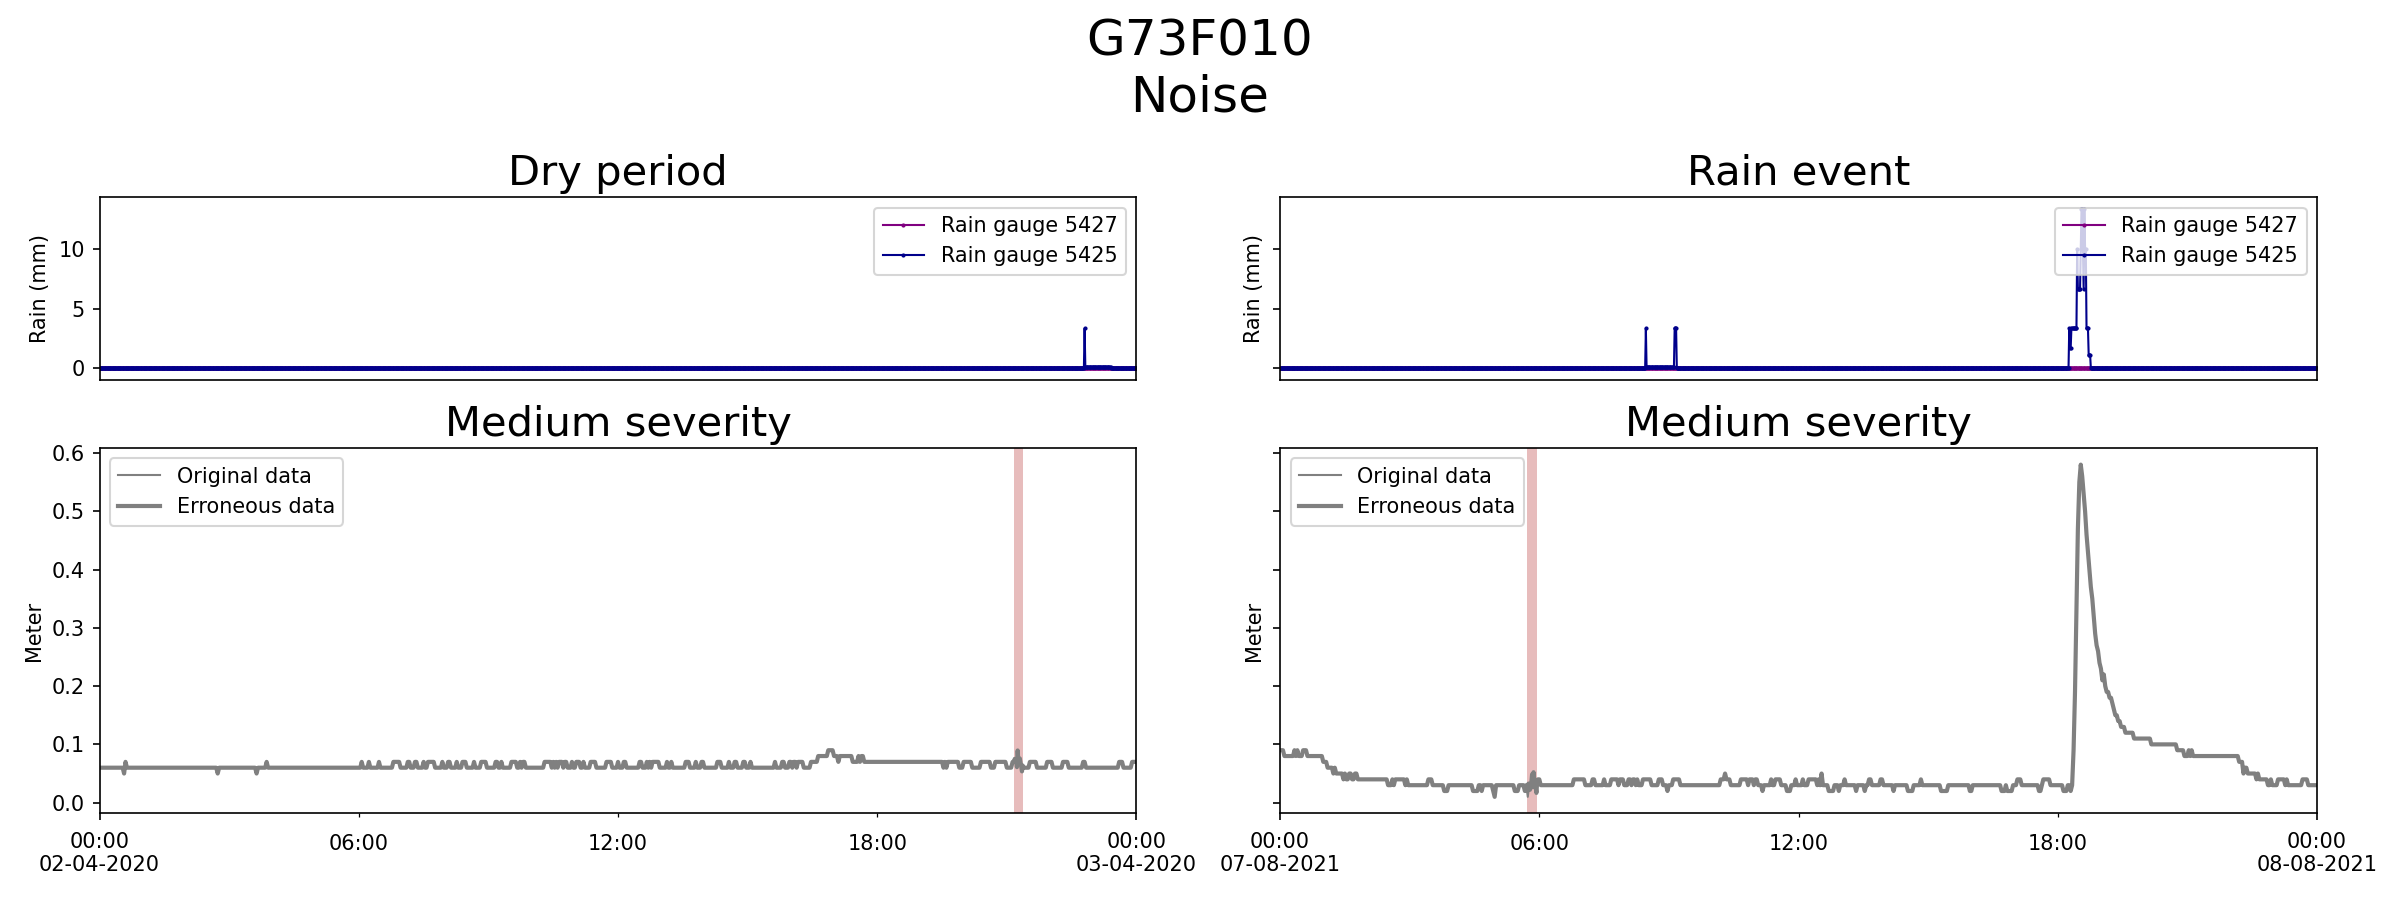 G73F010
Noise
Dry period
Rain (mm)
10
5
0
Rain gauge 5427
Rain gauge 5425
Rain event
Rain (mm)
Rain gauge 5427
Rain gauge 5425
Medium severity
Meter
0.6
0.5
0.4
0.3
0.2
0.1
0.0
Original data
Erroneous data
00:00
02-04-2020
06:00
12:00
18:00
00:00
03-04-2020
Medium severity
Meter
Original data
Erroneous data
00:00
07-08-2021
06:00
12:00
18:00
00:00
08-08-2021